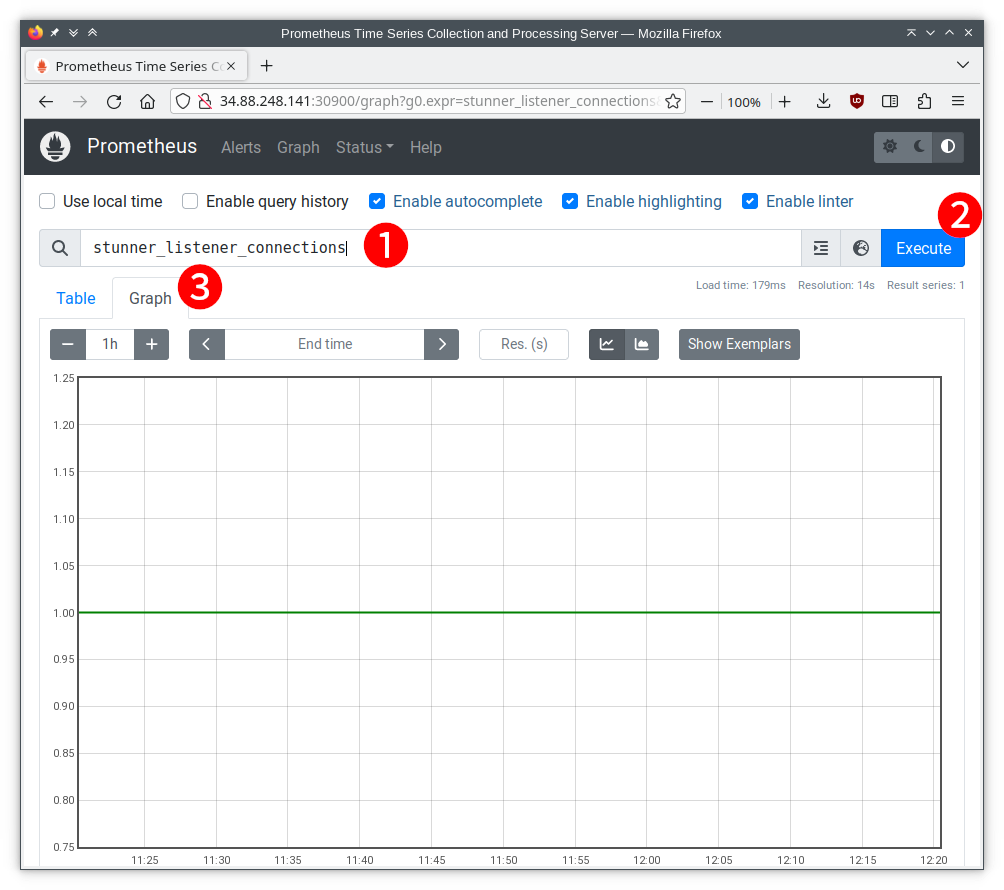 Prometheus Time Series Collection and Processing Server — Mozilla Firefox
Prometheus Time Series Co
34.88.248.141:30900/graph?g0.expr=stunner_listener_connections
100%
Prometheus Alerts Graph Status Help
Use local time Enable query history Enable autocomplete Enable highlighting Enable linter
2
stunner_listener_connections 1 Execute
Load time: 179ms Resolution: 14s Result series: 1
Table Graph 3
1h End time Res. (s) Show Exemplars
1.25
1.20
1.15
1.10
1.05
1.00
0.95
0.90
0.85
0.80
0.75
11:25 11:30 11:35 11:40 11:45 11:50 11:55 12:00 12:05 12:10 12:15 12:20